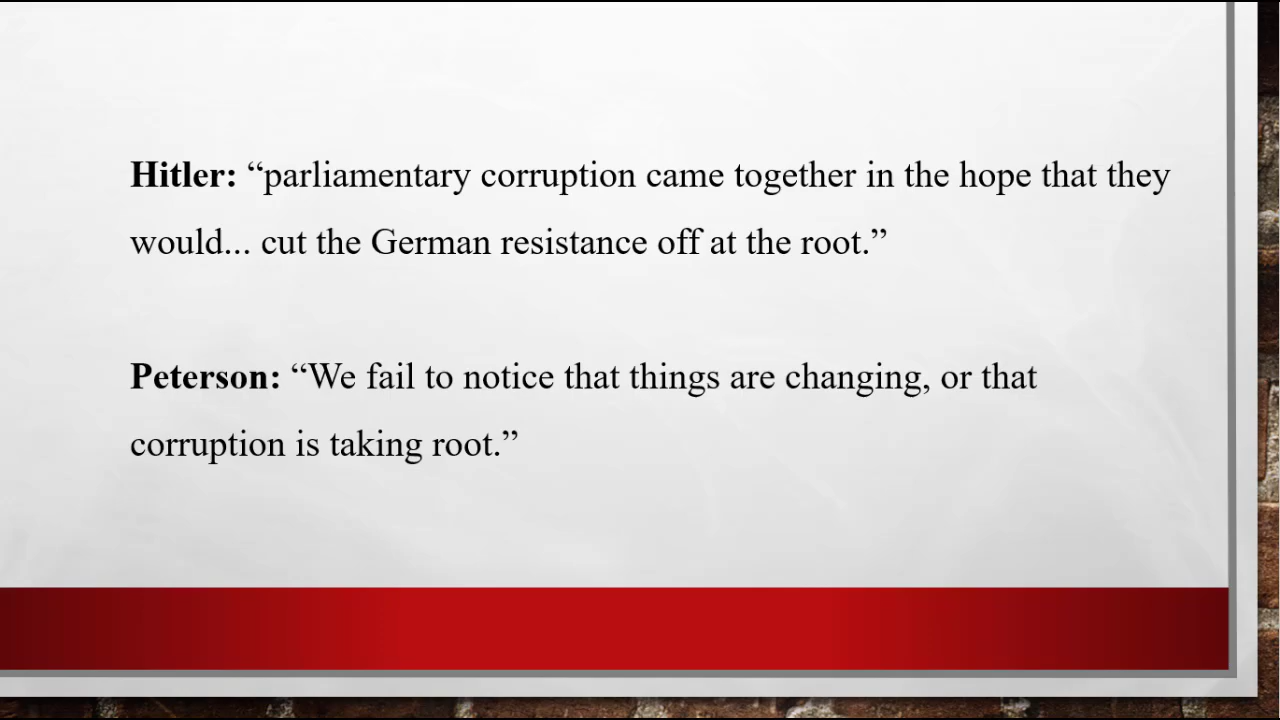 Hitler: “parliamentary corruption came together in the hope that they
would... cut the German resistance off at the root.”
Peterson: “We fail to notice that things are changing, or that
corruption is taking root.”